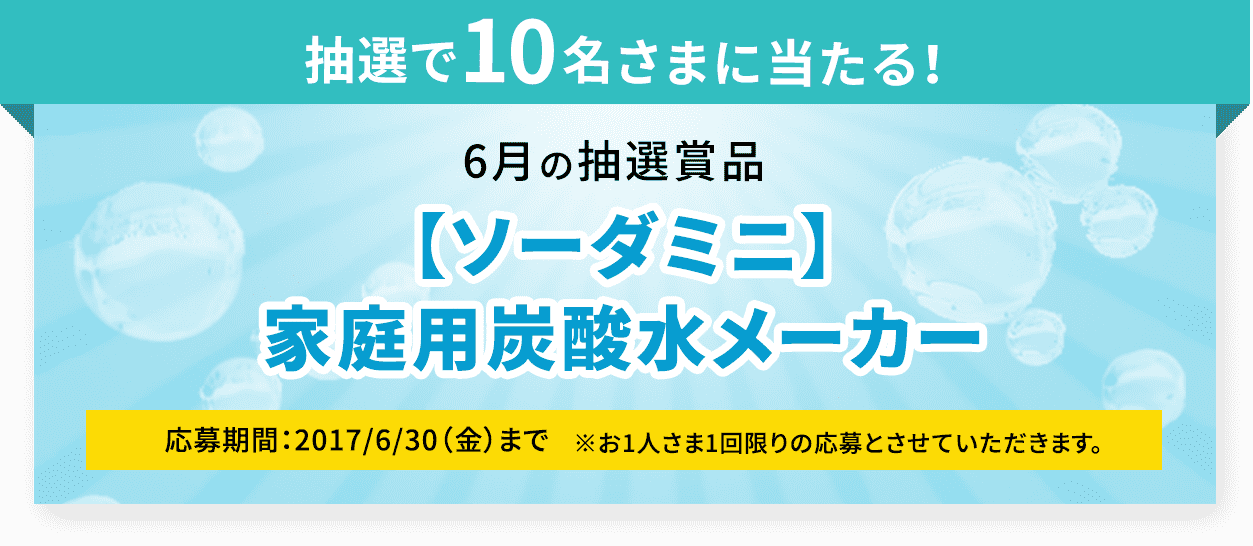 抽選で10名さまに当たる！
6月の抽選賞品
【ソーダミニ】
家庭用炭酸水メーカー
応募期間：2017/6/30（金）まで ※お1人さま1回限りの応募とさせていただきます。